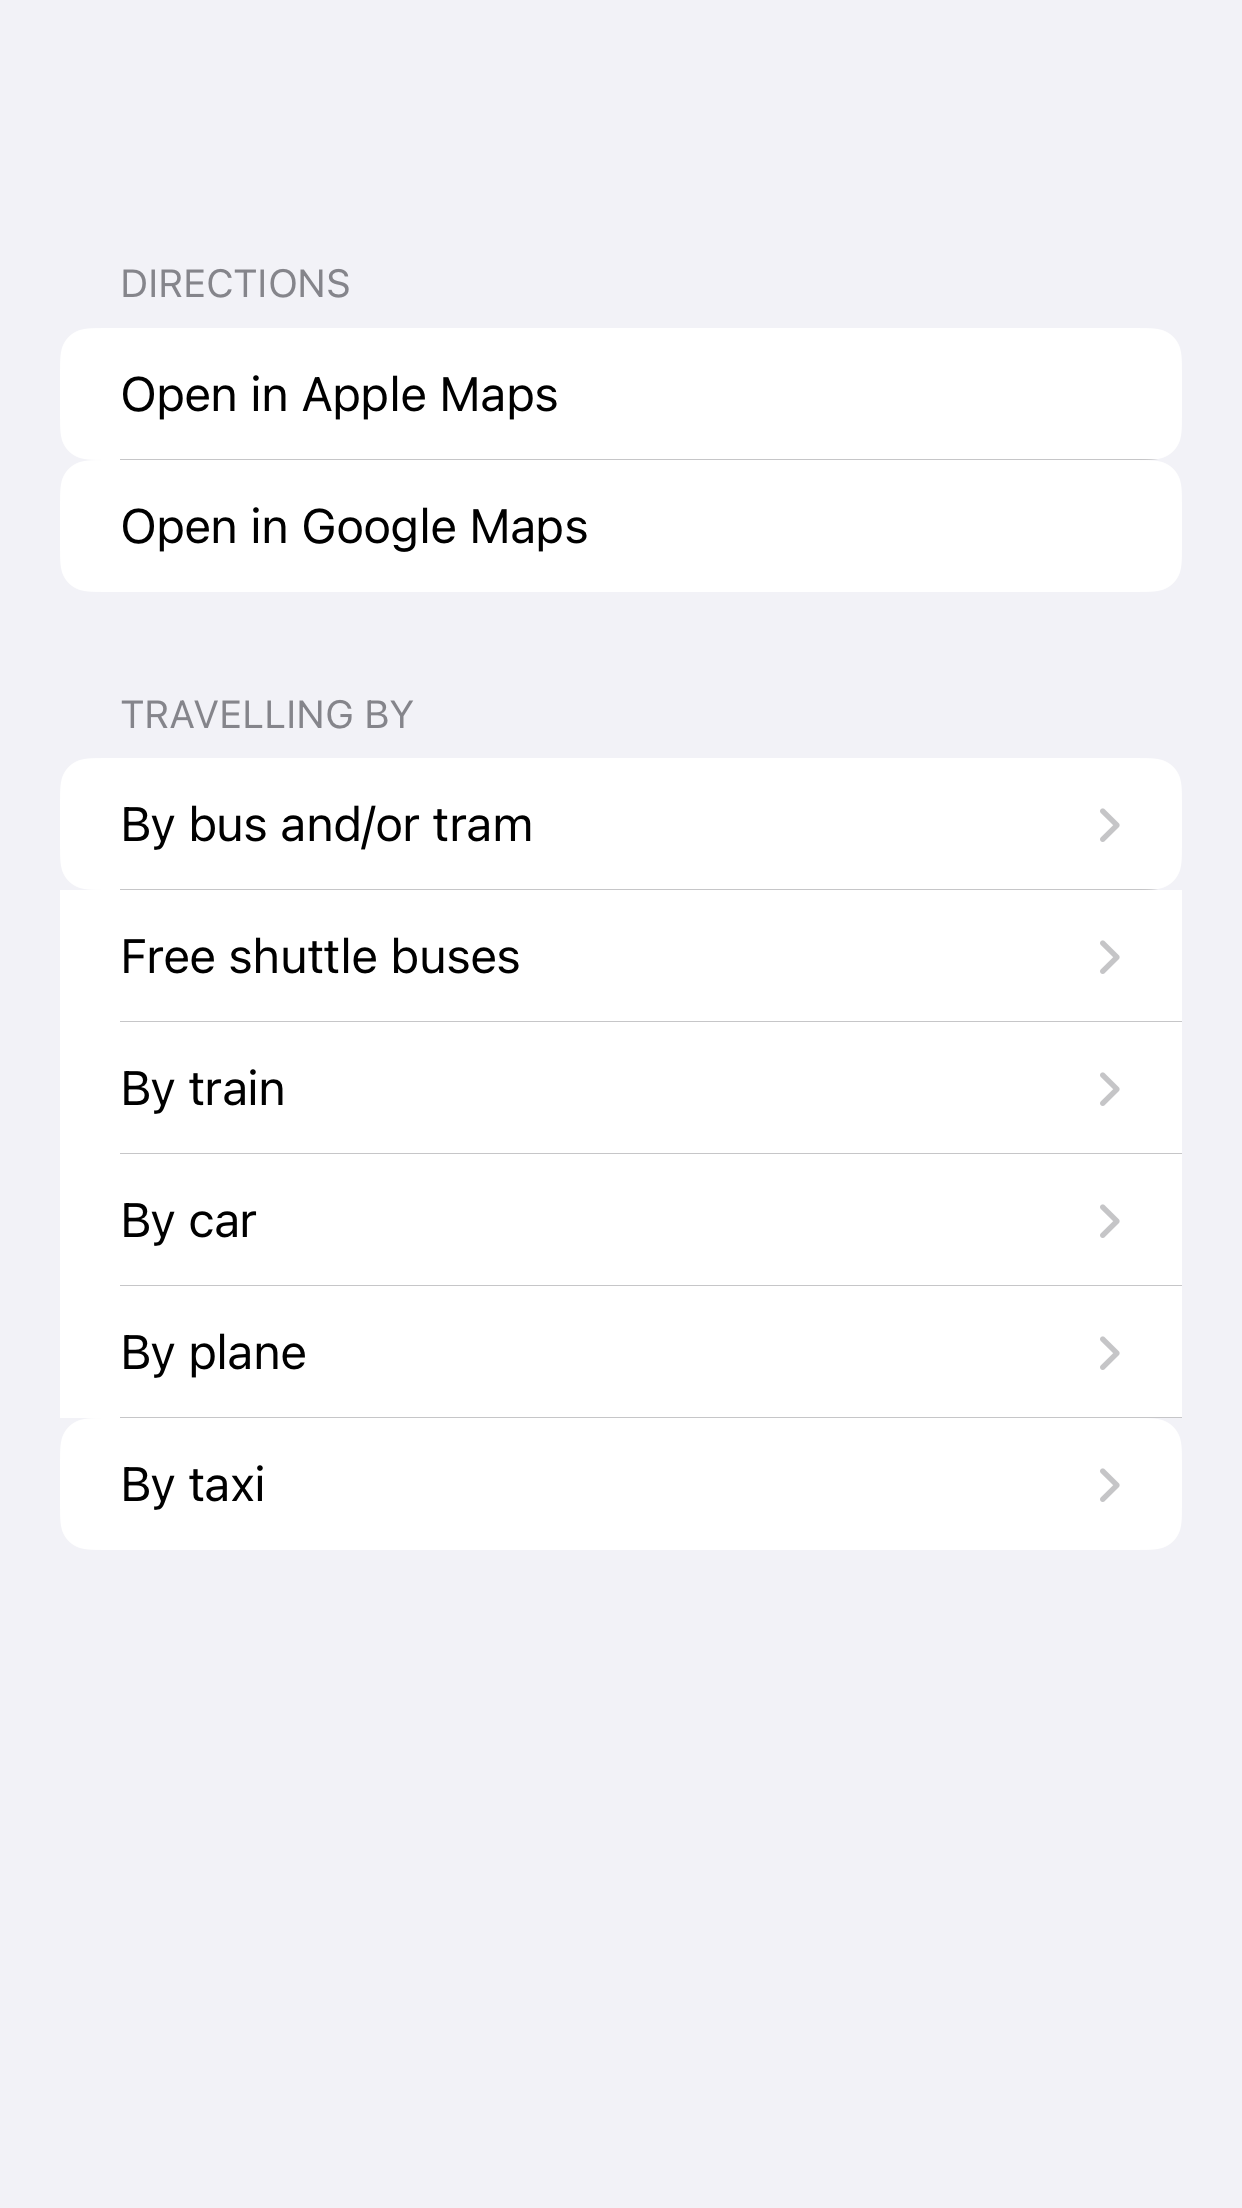 DIRECTIONS
Open in Apple Maps
Open in Google Maps
TRAVELLING BY
By bus and/or tram
Free shuttle buses
By train
By car
By plane
By taxi